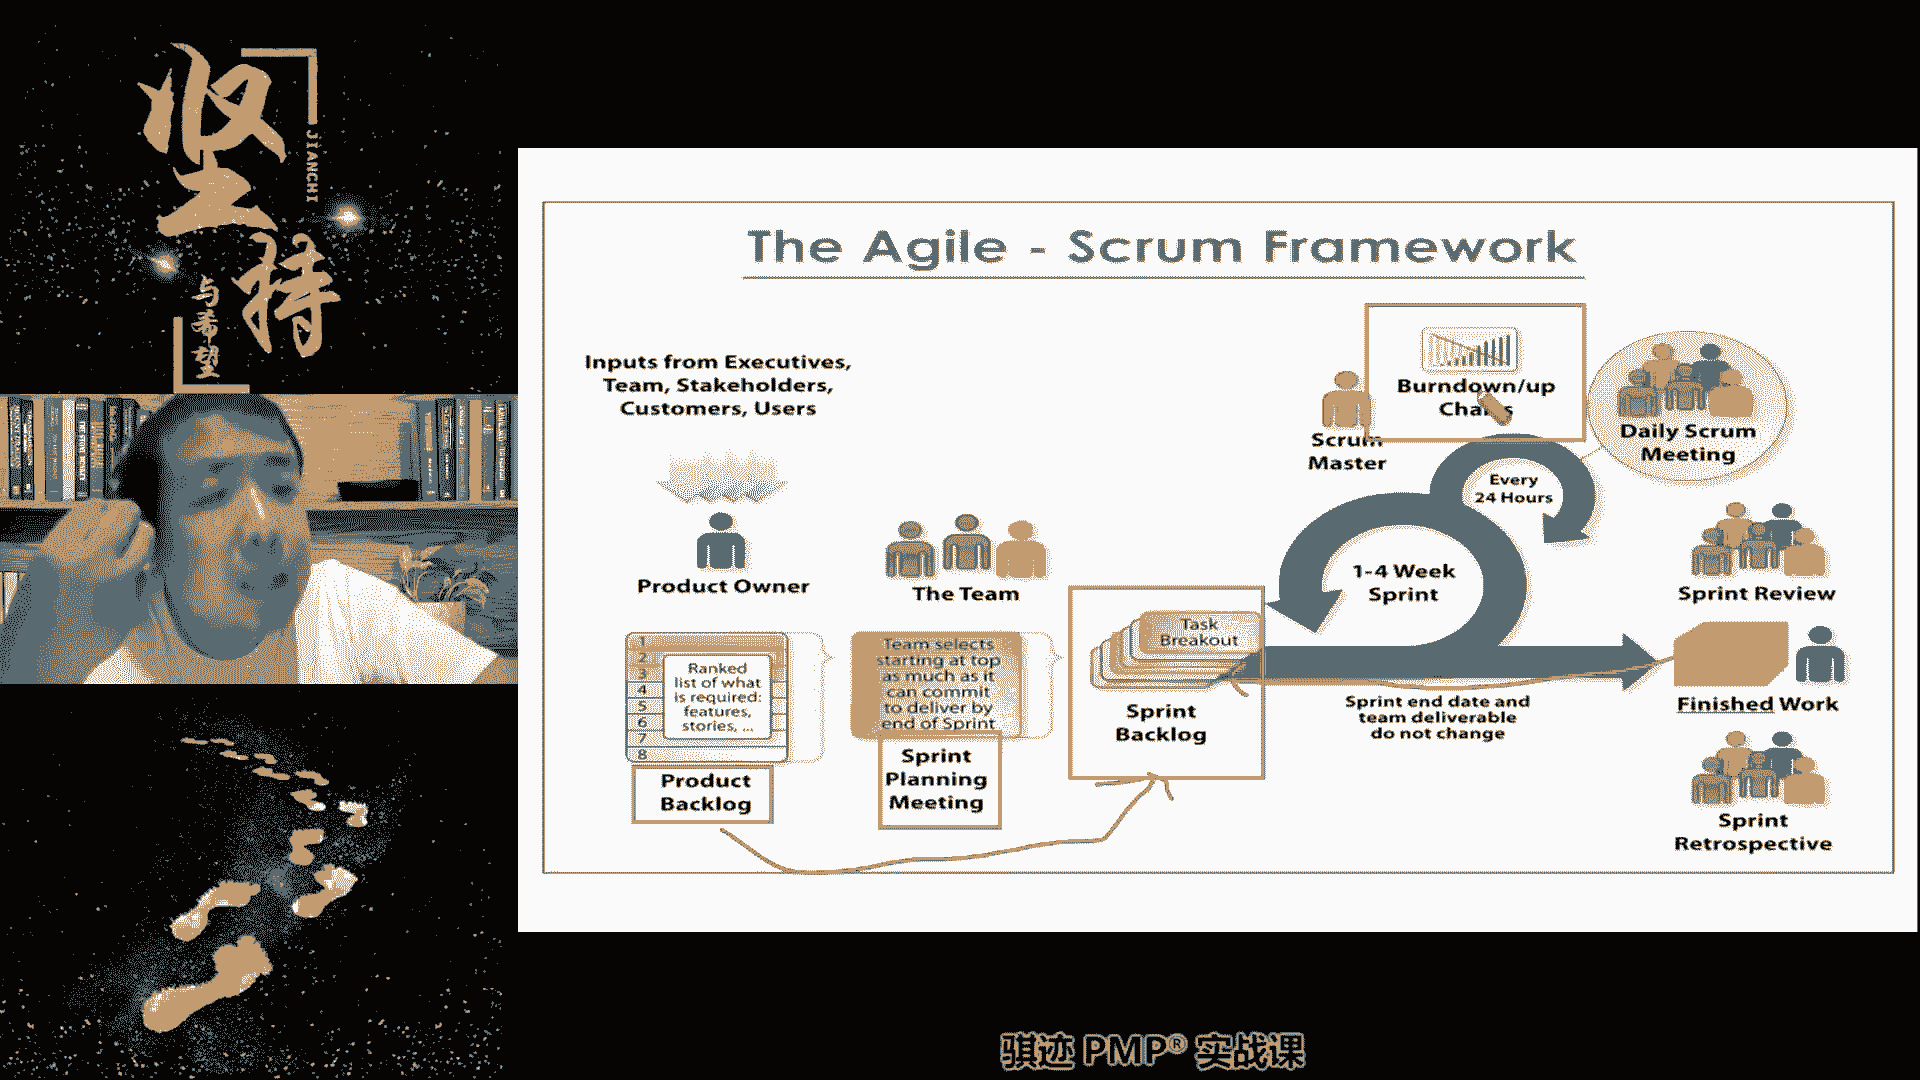 坚持
JIANCHI
与希望
The Agile - Scrum Framework
Inputs from Executives,
Team, Stakeholders,
Customers, Users
Product Owner
The Team
1
2
3
4
5
6
7
8
Ranked
list of what
is required:
features,
stories, ...
Product
Backlog
Team selects
starting at top
as much as it
can commit
to deliver by
end of Sprint
Sprint
Planning
Meeting
Task
Breakout
Sprint
Backlog
Scrum
Master
Burndown/up
Charts
Every
24 Hours
1-4 Week
Sprint
Sprint end date and
team deliverable
do not change
Daily Scrum
Meeting
Sprint Review
Finished Work
Sprint
Retrospective
骐迹 PMP® 实战课